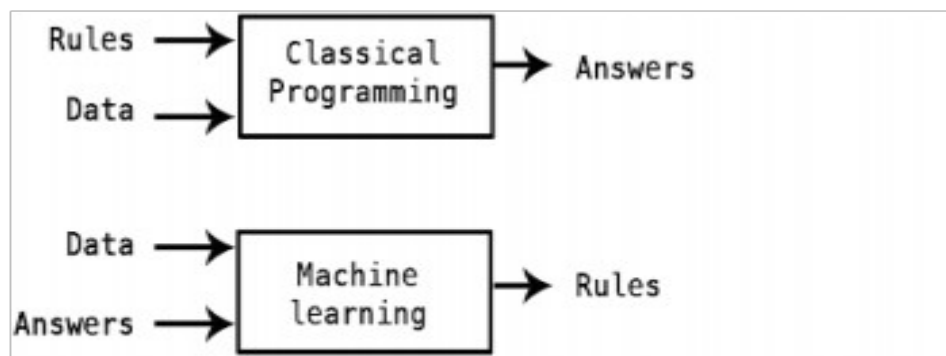 Rules
Data
Classical
Programming
Answers
Data
Answers
Machine
learning
Rules